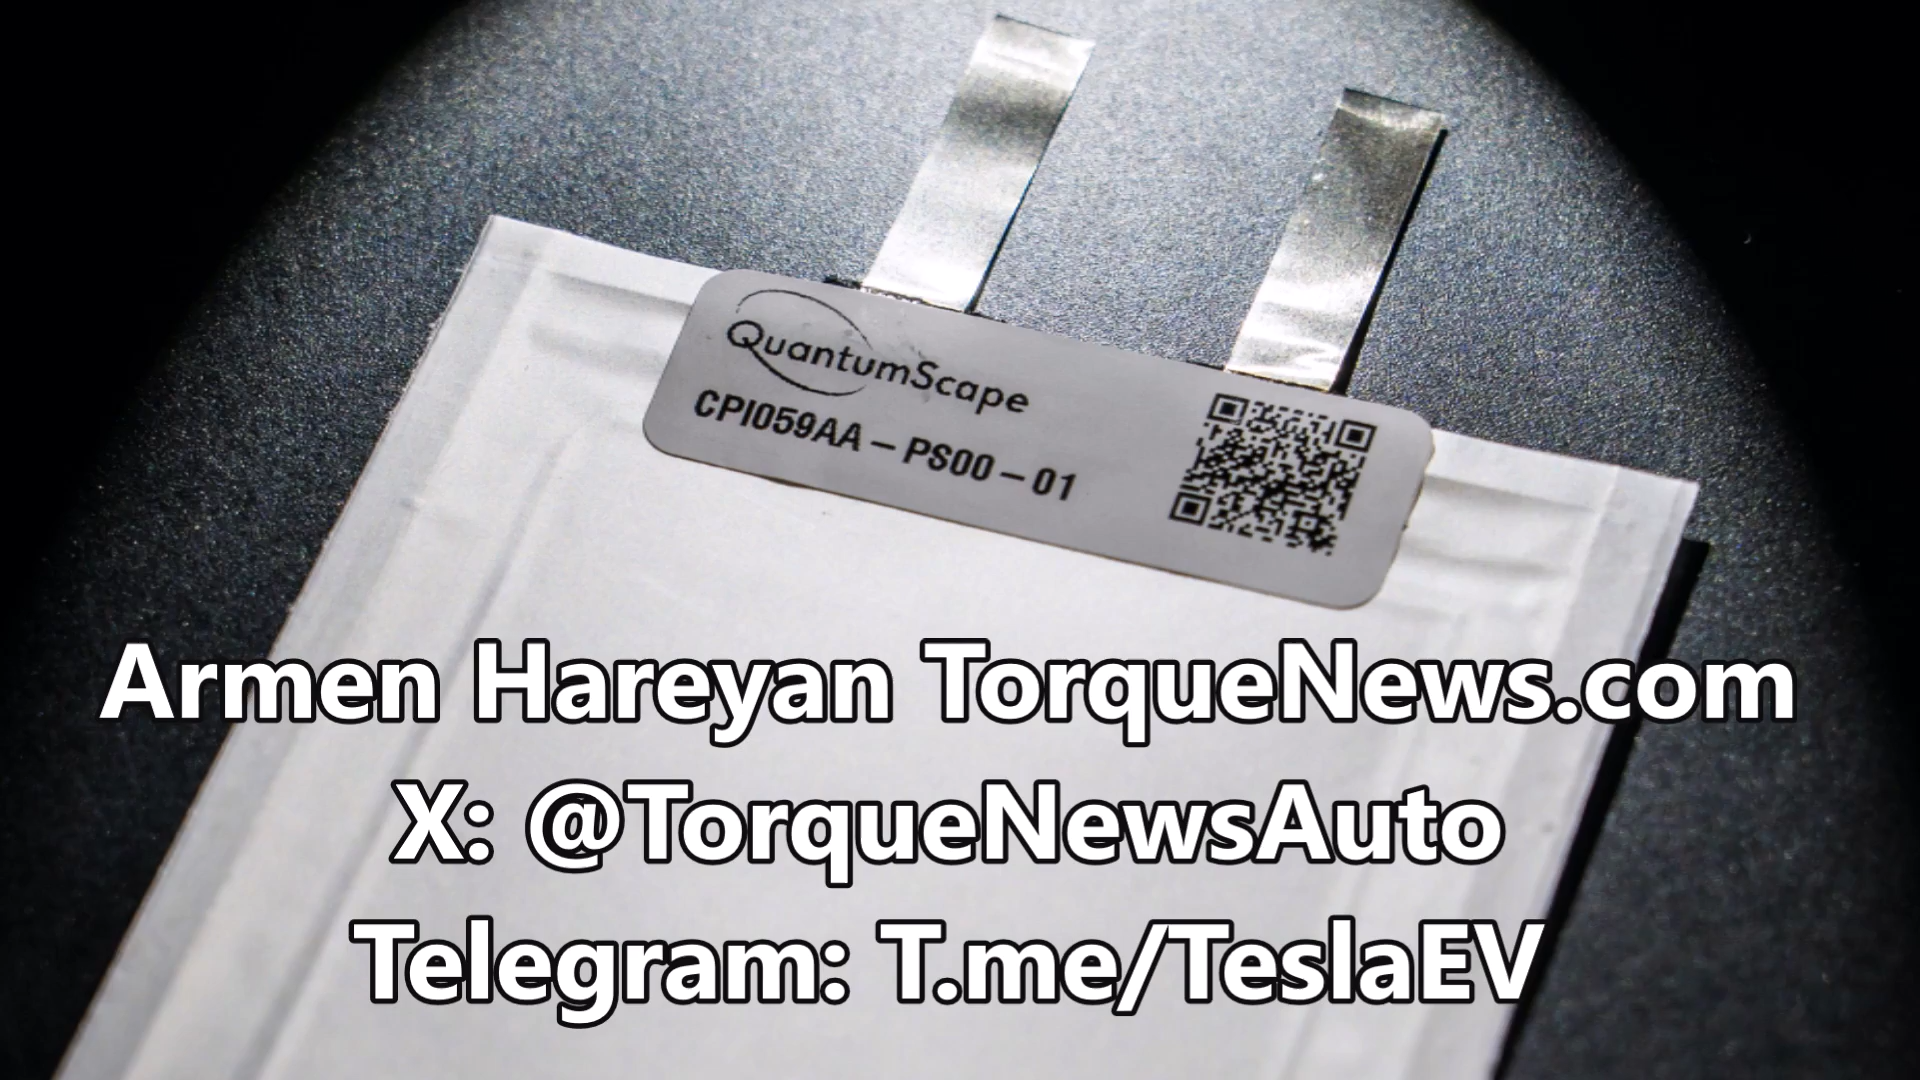 QuantumScape
CPI059AA – PS00 – 01
Armen Hareyan TorqueNews.com
X: @TorqueNewsAuto
Telegram: T.me/TeslaEV